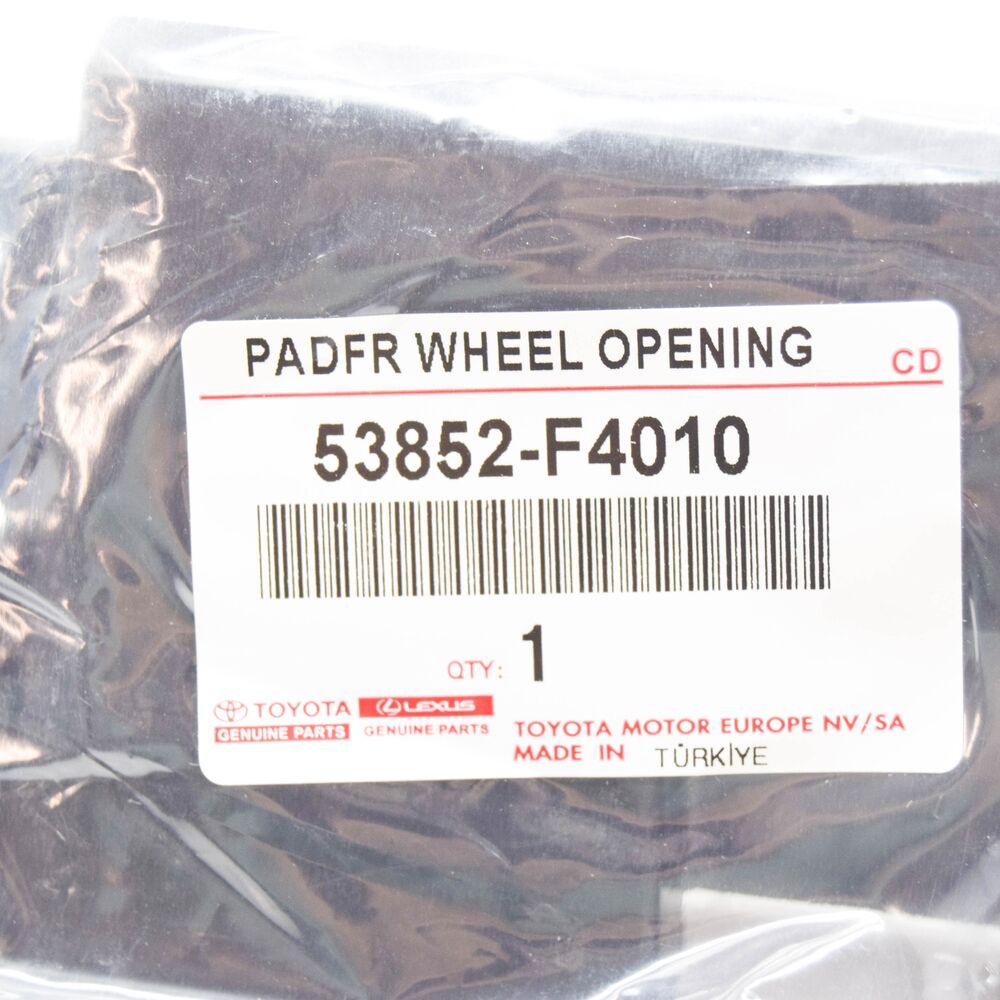 PADFR WHEEL OPENING
CD
53852-F4010
QTY: 1
TOYOTA
GENUINE PARTS
LEXUS
GENUINE PARTS
TOYOTA MOTOR EUROPE NV/SA
MADE IN TÜRKİYE